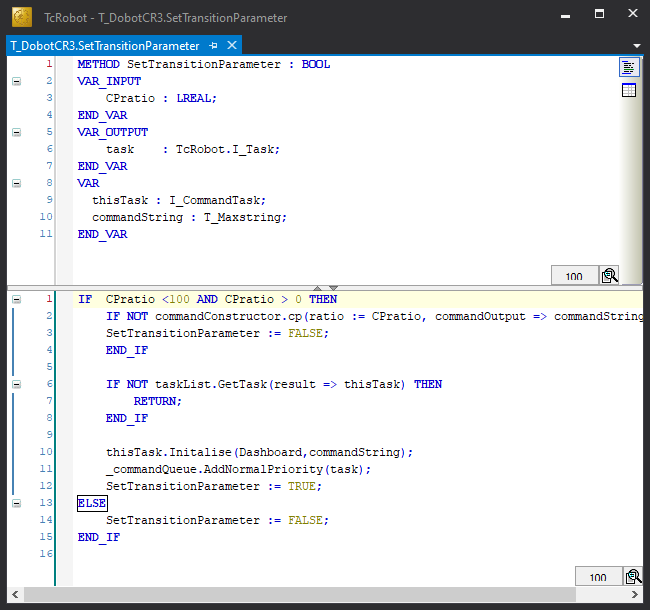 TcRobot - T_DobotCR3.SetTransitionParameter
T_DobotCR3.SetTransitionParameter
1 METHOD SetTransitionParameter : BOOL
2 VAR_INPUT
3 CPratio : LREAL;
4 END_VAR
5 VAR_OUTPUT
6 task : TcRobot.I_Task;
7 END_VAR
8 VAR
9 thisTask : I_CommandTask;
10 commandString : T_Maxstring;
11 END_VAR
100
1 IF CPratio <100 AND CPratio > 0 THEN
2 IF NOT commandConstructor.cp(ratio := CPratio, commandOutput => commandString
3 SetTransitionParameter := FALSE;
4 END_IF
5
6 IF NOT taskList.GetTask(result => thisTask) THEN
7 RETURN;
8 END_IF
9
10 thisTask.Initalise(Dashboard,commandString);
11 _commandQueue.AddNormalPriority(task);
12 SetTransitionParameter := TRUE;
13 ELSE
14 SetTransitionParameter := FALSE;
15 END_IF
16
100